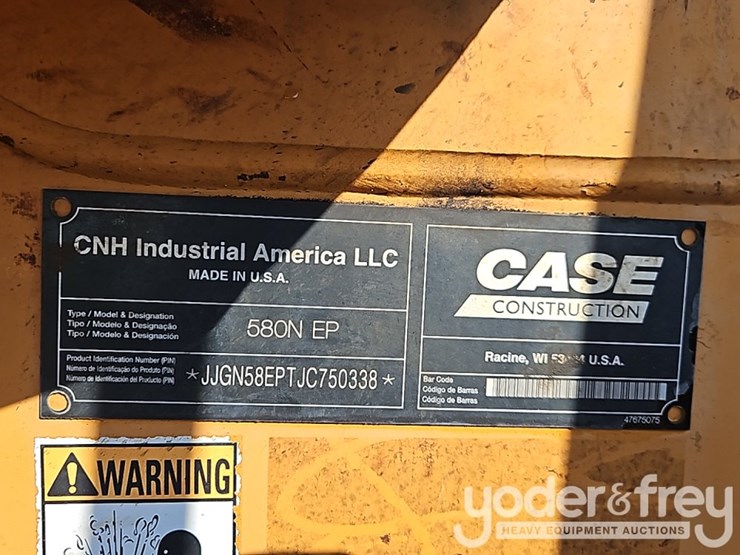 CNH Industrial America LLC
MADE IN U.S.A.
Type / Model & Designation
Tipo / Modelo & Designação
Tipo / Modelo & Designación
580N EP
Product Identification Number (PIN)
Número de Identificação do Produto (PIN)
Número de Identificación del Producto (PIN)
*JJGN58EPTJC750338*
CASE
CONSTRUCTION
Racine, WI U.S.A.
Bar Code
Código de Barras
Código de Barras
47675075
WARNING
yoder&frey
HEAVY EQUIPMENT AUCTIONS